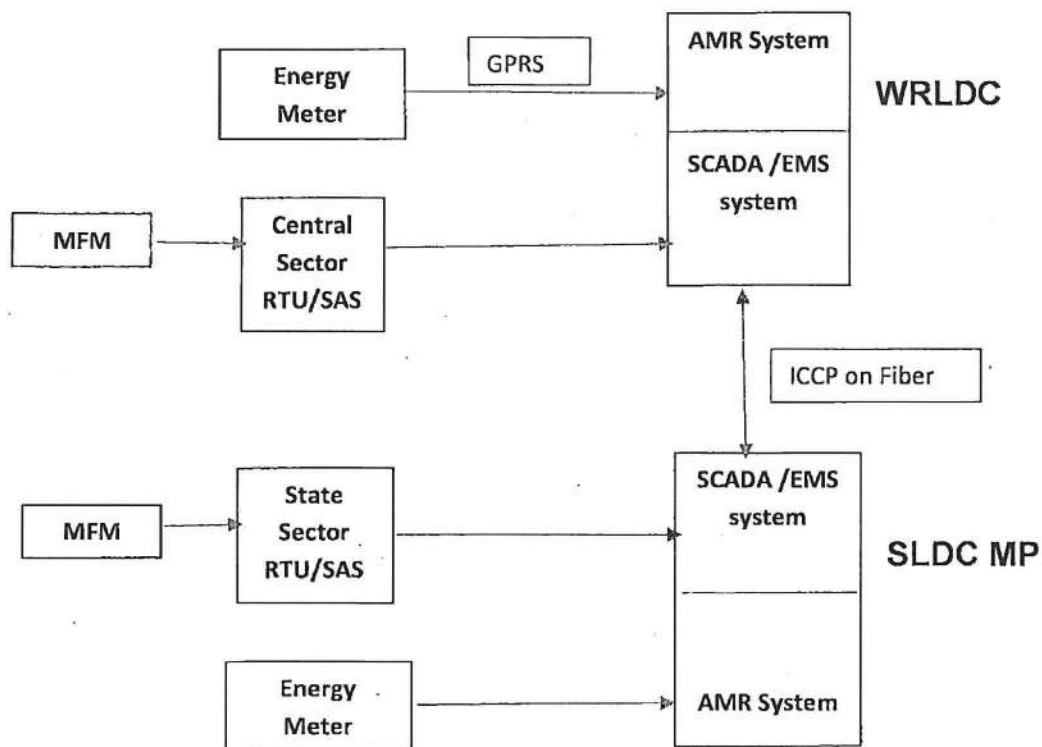 AMR System
GPRS
Energy
Meter
WRLDC
SCADA /EMS
system
MFM
Central
Sector
RTU/SAS
ICCP on Fiber
SCADA /EMS
system
State
Sector
RTU/SAS
MFM
SLDC MP
Energy
Meter
AMR System